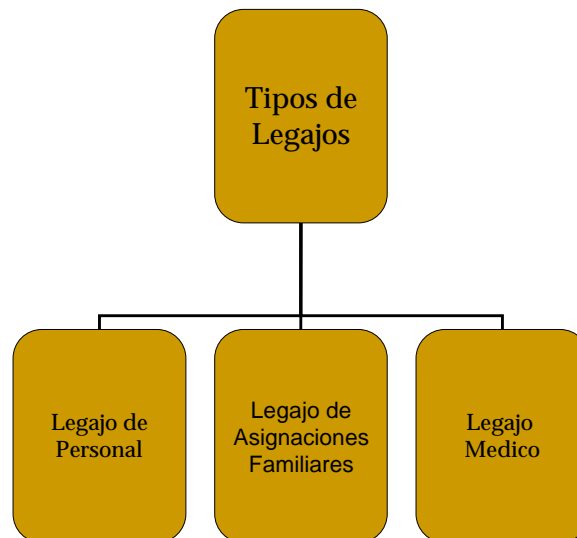 Tipos de
Legajos
Legajo de
Personal
Legajo de
Asignaciones
Familiares
Legajo
Medico